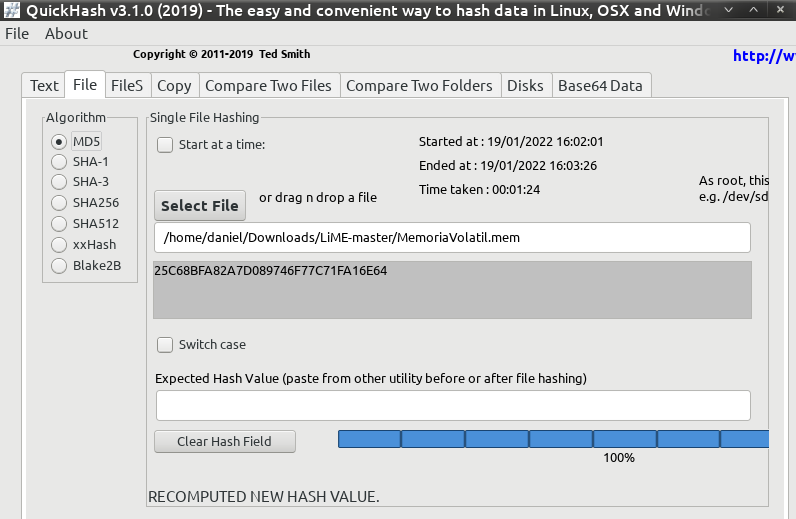 QuickHash v3.1.0 (2019) - The easy and convenient way to hash data in Linux, OSX and Windo
File About
Copyright © 2011-2019 Ted Smith
http://w
Text File FileS Copy Compare Two Files Compare Two Folders Disks Base64 Data
Algorithm
MD5
SHA-1
SHA-3
SHA256
SHA512
xxHash
Blake2B
Single File Hashing
Start at a time:
Started at : 19/01/2022 16:02:01
Ended at : 19/01/2022 16:03:26
Time taken : 00:01:24
As root, this
e.g. /dev/sd
Select File or drag n drop a file
/home/daniel/Downloads/LiME-master/MemoriaVolatil.mem
25C68BFA82A7D089746F77C71FA16E64
Switch case
Expected Hash Value (paste from other utility before or after file hashing)
Clear Hash Field
100%
RECOMPUTED NEW HASH VALUE.